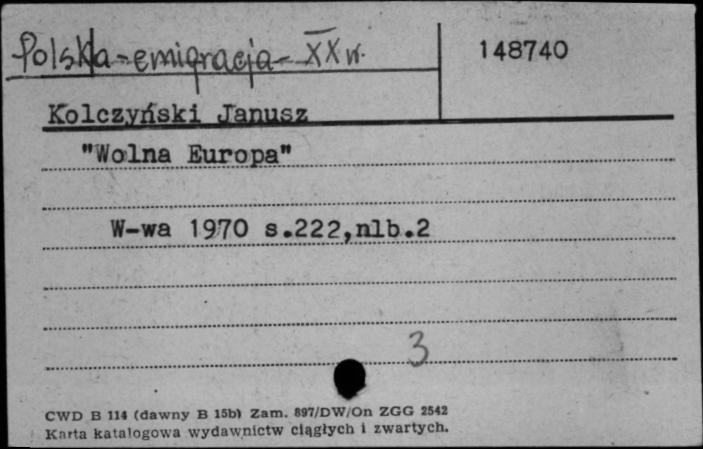 Polska-emigracja-XX w.
148740
Kolczyński Janusz
"Wolna Europa"
W-wa 1970 s.222,nlb.2
3
CWD B 114 (dawny B 15b) Zam. 897/DW/On ZGG 2542
Karta katalogowa wydawnictw ciągłych i zwartych.